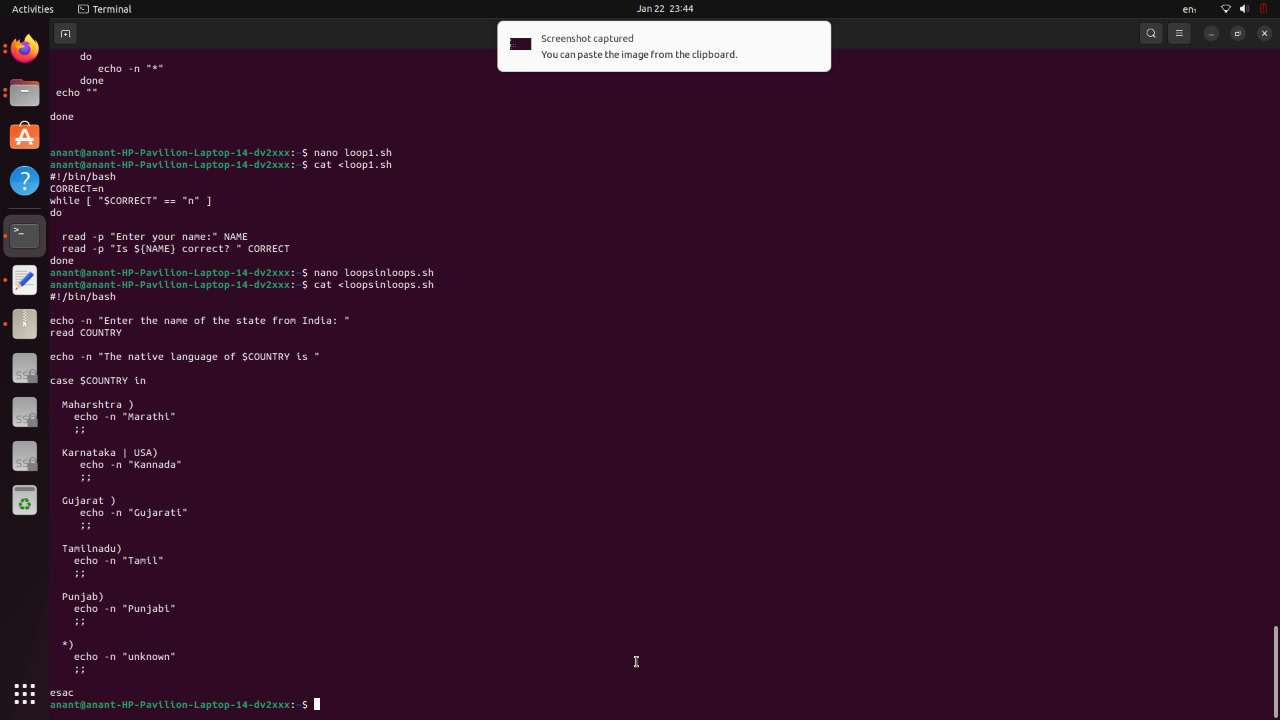 Activities
Terminal
Jan 22 23:44
en₁
Screenshot captured
You can paste the image from the clipboard.
do
echo -n "*"
done
echo ""
done
anant@anant-HP-Pavilion-Laptop-14-dv2xxx:~$ nano loop1.sh
anant@anant-HP-Pavilion-Laptop-14-dv2xxx:~$ cat <loop1.sh
#!/bin/bash
CORRECT=n
while [ "$CORRECT" == "n" ]
do
read -p "Enter your name:" NAME
read -p "Is ${NAME} correct? " CORRECT
done
anant@anant-HP-Pavilion-Laptop-14-dv2xxx:~$ nano loopsinloops.sh
anant@anant-HP-Pavilion-Laptop-14-dv2xxx:~$ cat <loopsinloops.sh
#!/bin/bash
echo -n "Enter the name of the state from India: "
read COUNTRY
echo -n "The native language of $COUNTRY is "
case $COUNTRY in
Maharshtra )
echo -n "Marathi"
;;
Karnataka | USA)
echo -n "Kannada"
;;
Gujarat )
echo -n "Gujarati"
;;
Tamilnadu)
echo -n "Tamil"
;;
Punjab)
echo -n "Punjabi"
;;
*)
echo -n "unknown"
;;
esac
anant@anant-HP-Pavilion-Laptop-14-dv2xxx:~$